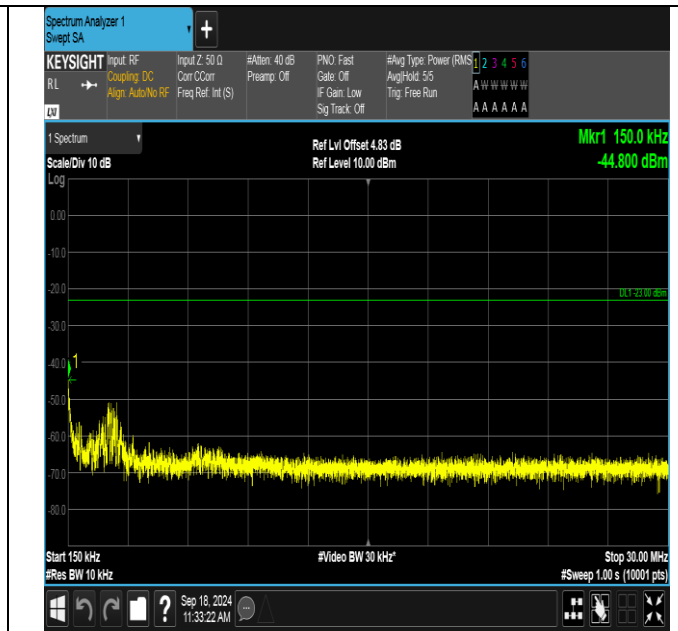 Spectrum Analyzer 1
Swept SA
+
KEYSIGHT
RL
LXI
Input: RF
Coupling: DC
Align: Auto/No RF
Input Z: 50 Ω
Corr CCorr
Freq Ref: Int (S)
#Atten: 40 dB
Preamp: Off
PNO: Fast
Gate: Off
IF Gain: Low
Sig Track: Off
#Avg Type: Power (RMS
Avg|Hold: 5/5
Trig: Free Run
1 2 3 4 5 6
A W W W W W
A A A A A A
1 Spectrum
Scale/Div 10 dB
Log
Ref Lvl Offset 4.83 dB
Ref Level 10.00 dBm
Mkr1 150.0 kHz
-44.800 dBm
0.00
-10.0
-20.0
DL1 -23.00 dBm
-30.0
-40.0
1
-50.0
-60.0
-70.0
-80.0
Start 150 kHz
#Res BW 10 kHz
#Video BW 30 kHz*
Stop 30.00 MHz
#Sweep 1.00 s (10001 pts)
?
Sep 18, 2024
11:33:22 AM